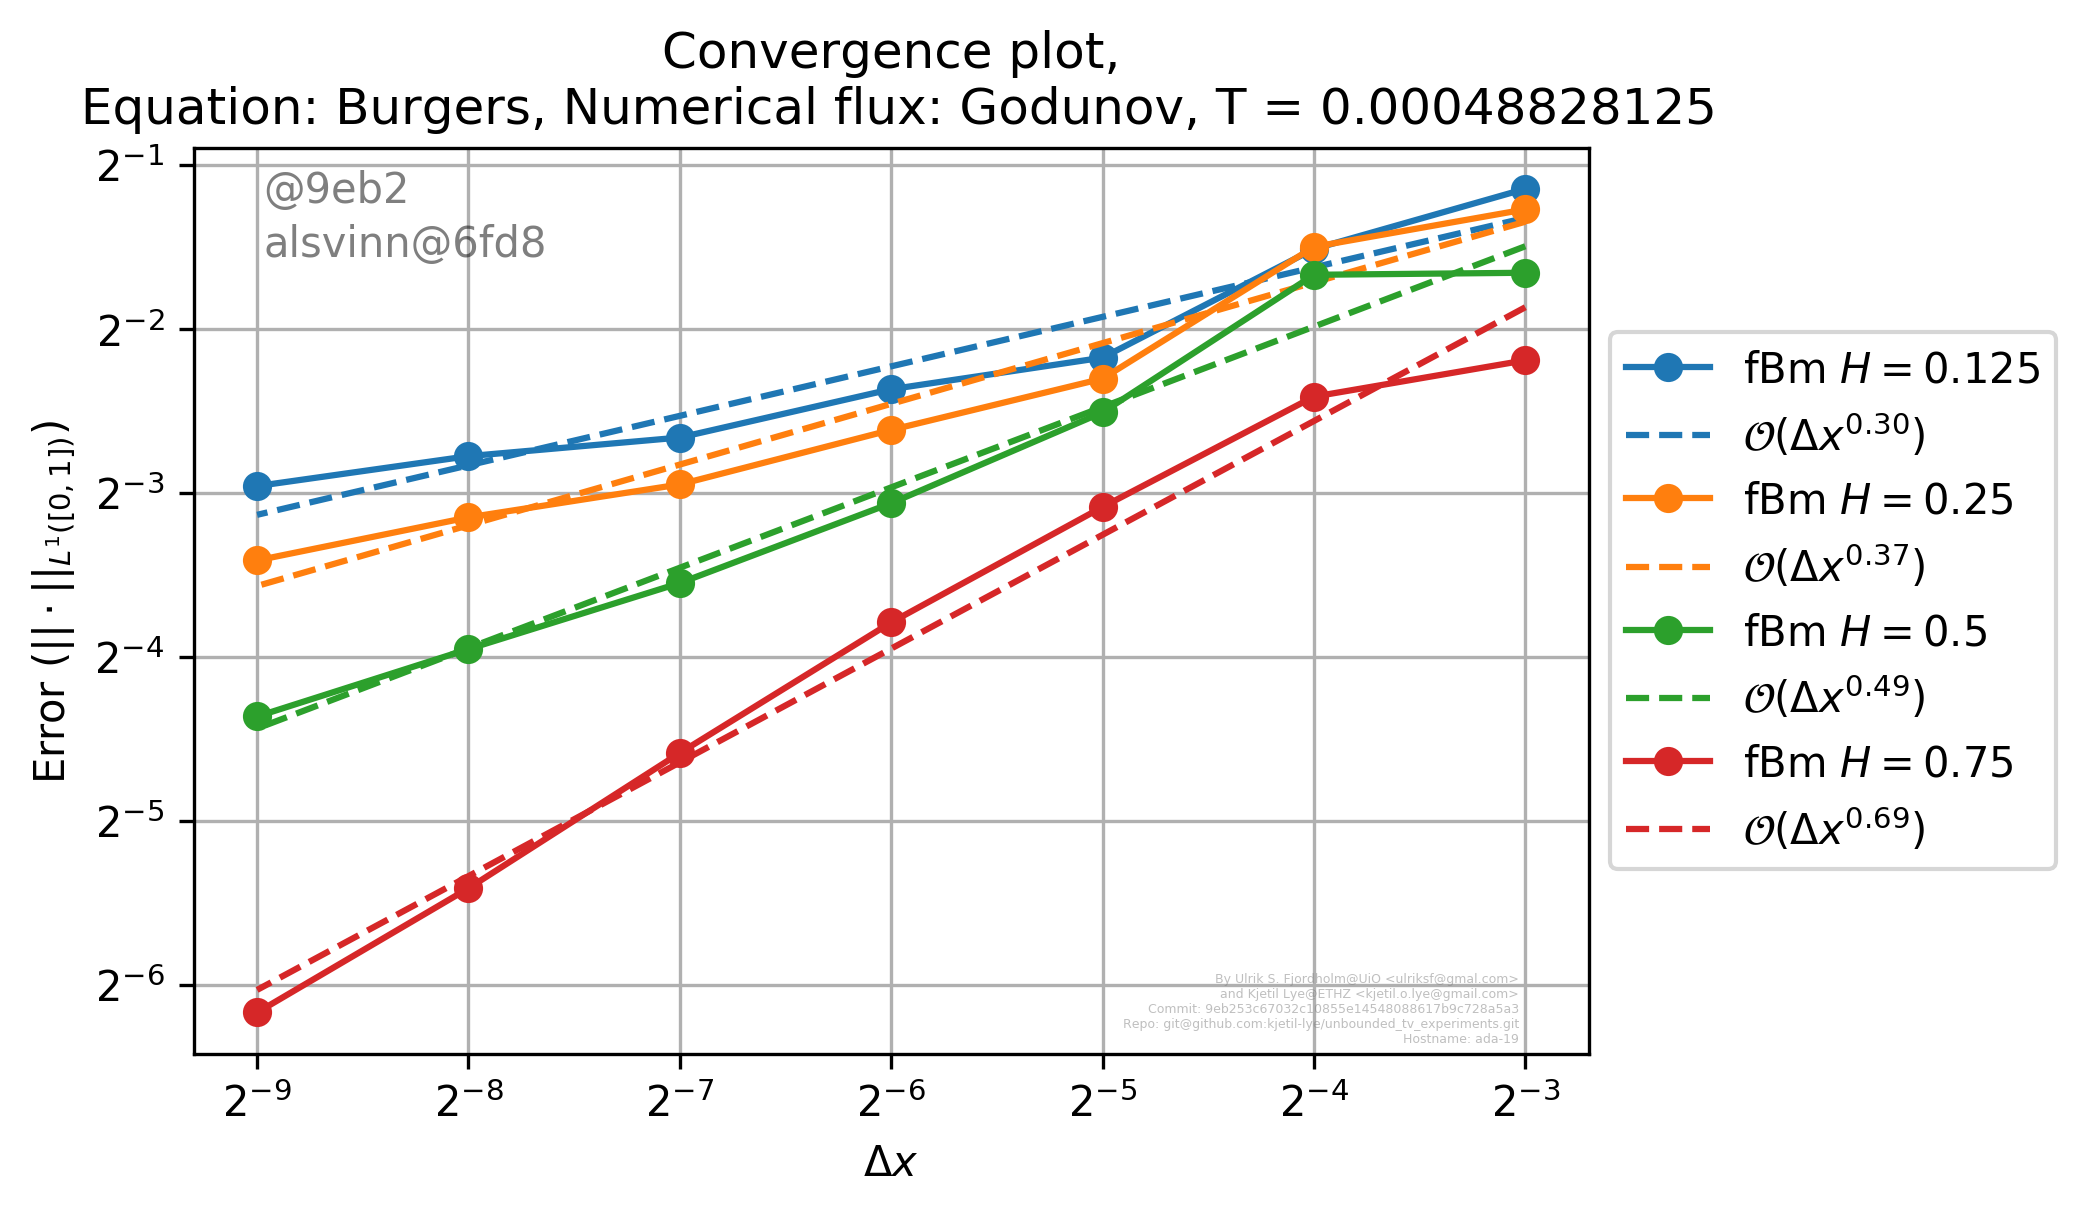 Convergence plot,
Equation: Burgers, Numerical flux: Godunov, T = 0.00048828125
@9eb2
alsvinn@6fd8
2⁻¹
2⁻²
2⁻³
2⁻⁴
2⁻⁵
2⁻⁶
Error (|| · ||_{L¹([0, 1])})
2⁻⁹ 2⁻⁸ 2⁻⁷ 2⁻⁶ 2⁻⁵ 2⁻⁴ 2⁻³
Δx
fBm H = 0.125
𝒪(Δx^{0.30})
fBm H = 0.25
𝒪(Δx^{0.37})
fBm H = 0.5
𝒪(Δx^{0.49})
fBm H = 0.75
𝒪(Δx^{0.69})
By Ulrik S. Fjordholm@UiO <ulriksf@gmal.com>
and Kjetil Lye@ETHZ <kjetil.o.lye@gmail.com>
Commit: 9eb253c67032c10855e14548088617b9c728a5a3
Repo: git@github.com:kjetil-lye/unbounded_tv_experiments.git
Hostname: ada-19